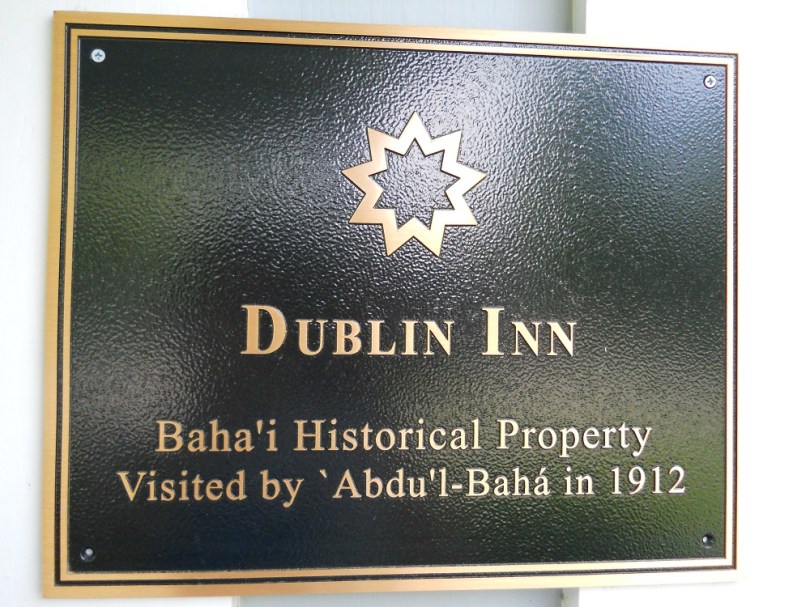 DUBLIN INN
Baha'i Historical Property
Visited by `Abdu'l-Bahá in 1912